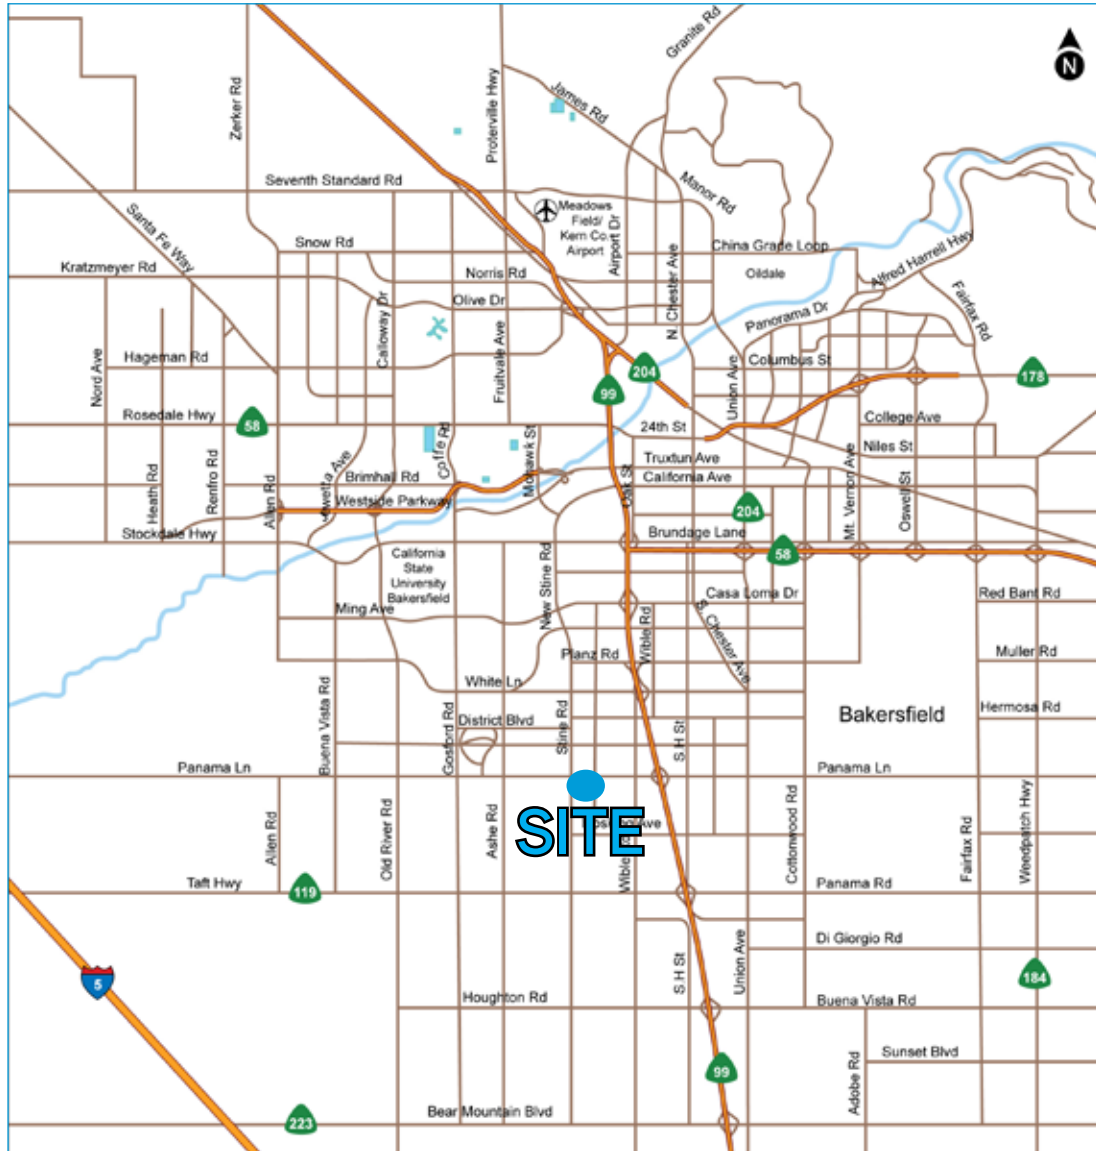 Granite Rd
N
James Rd
Zerker Rd
Proterville Hwy
Seventh Standard Rd
Manor Rd
Santa Fe Way
Meadows
Field/
Kern Co.
Airport
Airport Dr
Snow Rd
China Grade Loop
N. Chester Ave
Kratzmeyer Rd
Norris Rd
Oildale
Alfred Harrell Hwy
Olive Dr
Calloway Dr
Panorama Dr
Fairfax Rd
Hageman Rd
Nord Ave
Fruitvale Ave
Columbus St
204
99
178
Union Ave
Rosedale Hwy
58
24th St
College Ave
Niles St
Mohawk St
Jewetta Ave
Truxtun Ave
Brimhall Rd
California Ave
Heath Rd
Renfro Rd
Allen Rd
Westside Parkway
Oak St
204
Mt. Vernon Ave
Oswell St
Stockdale Hwy
Brundage Lane
58
California
State
University
Bakersfield
New Stine Rd
Casa Loma Dr
Red Bant Rd
Ming Ave
Wible Rd
S. Chester Ave
Planz Rd
Muller Rd
White Ln
Buena Vista Rd
Gosford Rd
District Blvd
Stine Rd
S.H St
Bakersfield
Hermosa Rd
Panama Ln
Panama Ln
SITE
Allen Rd
Old River Rd
Ashe Rd
Cottonwood Rd
Fairfax Rd
Weedpatch Hwy
Taft Hwy
119
Panama Rd
Di Giorgio Rd
5
S.H St
Union Ave
184
Houghton Rd
Buena Vista Rd
Sunset Blvd
99
Adobe Rd
223
Bear Mountain Blvd